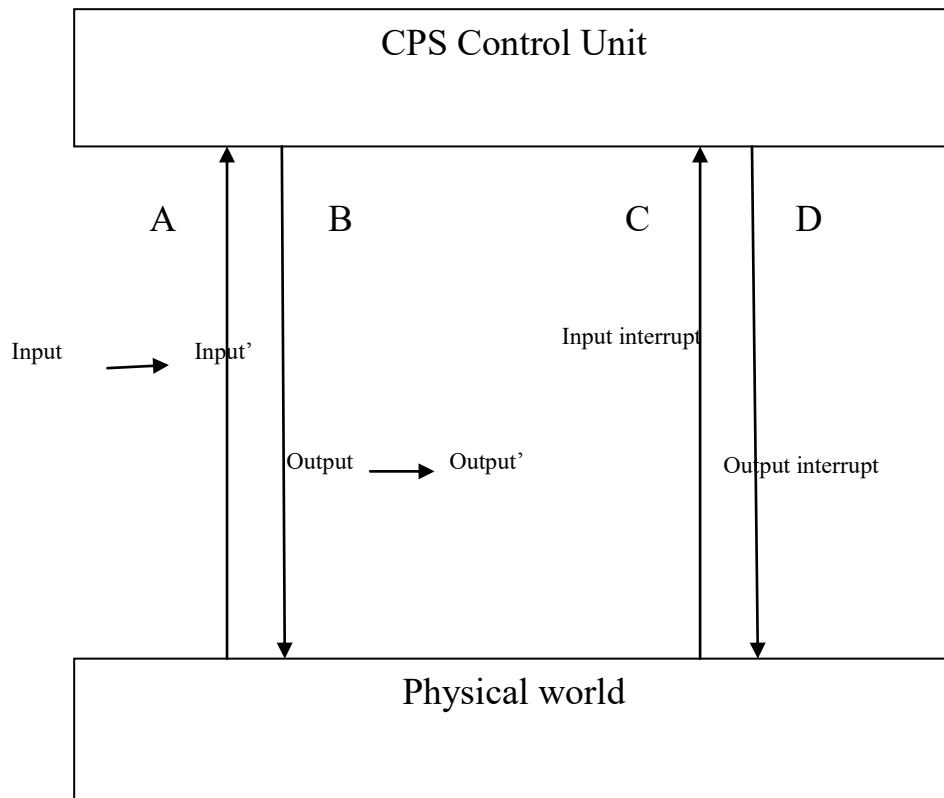 CPS Control Unit
A
B
C
D
Input interrupt
Input
Input’
Output
Output’
Output interrupt
Physical world